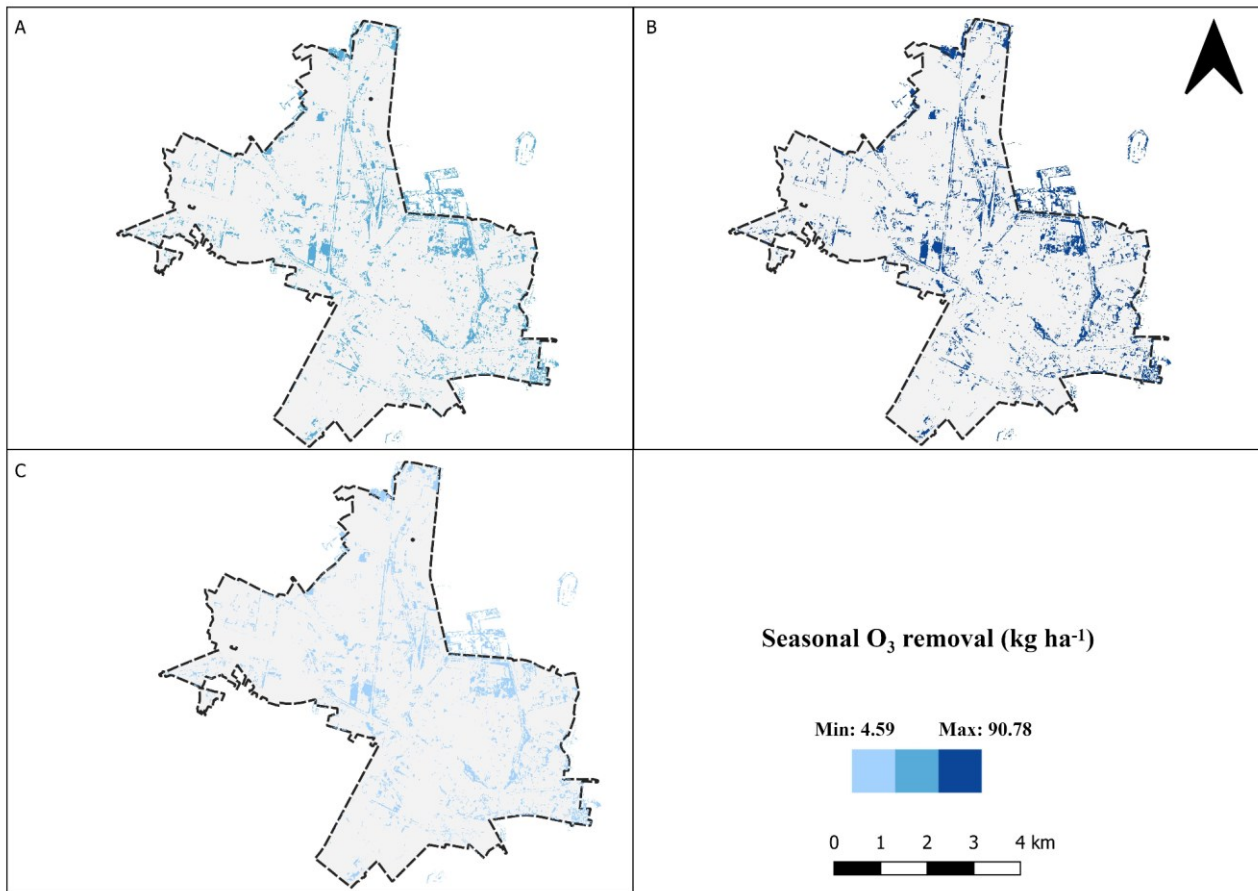 A
B
C
Seasonal O₃ removal (kg ha⁻¹)
Min: 4.59 Max: 90.78
0 1 2 3 4 km